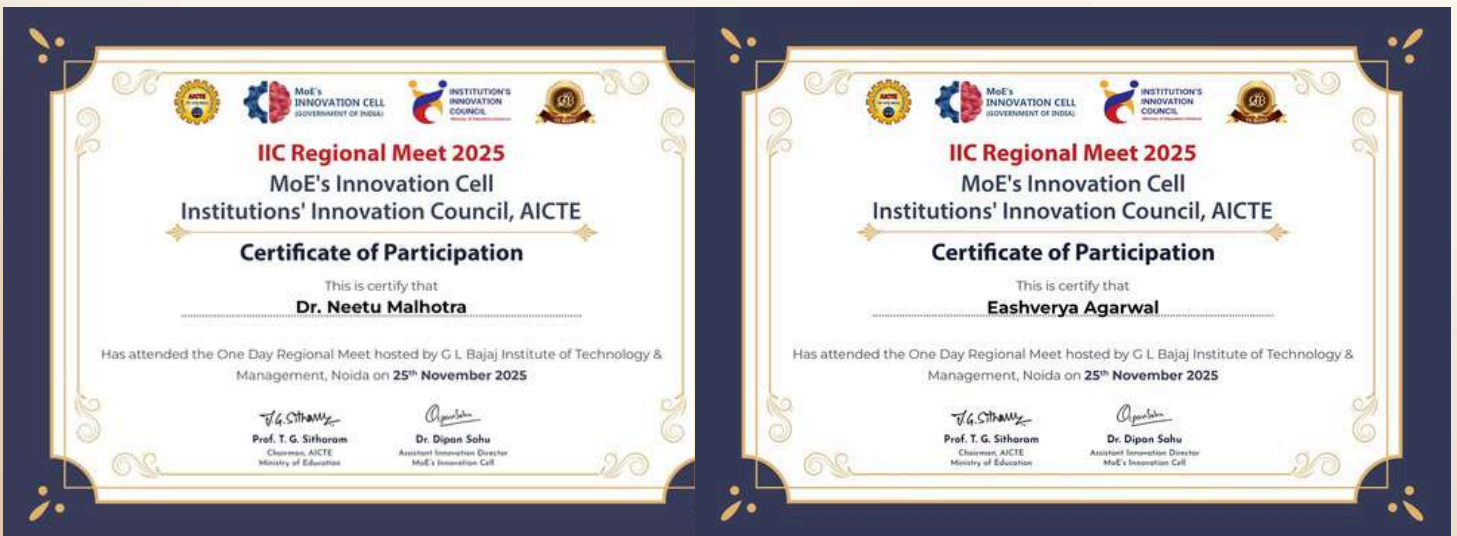 AICTE
MoE's
INNOVATION CELL
(GOVERNMENT OF INDIA)
INSTITUTION'S
INNOVATION
COUNCIL
IIC Regional Meet 2025
MoE's Innovation Cell
Institutions' Innovation Council, AICTE
Certificate of Participation
This is certify that
Dr. Neetu Malhotra
Has attended the One Day Regional Meet hosted by G L Bajaj Institute of Technology &
Management, Noida on 25th November 2025
T.G. Sitharam
Prof. T. G. Sitharam
Dr. Dipan Sahu
Chairman, AICTE
Assistant Innovation Director
Ministry of Education
MoE's Innovation Cell
AICTE
MoE's
INNOVATION CELL
(GOVERNMENT OF INDIA)
INSTITUTION'S
INNOVATION
COUNCIL
IIC Regional Meet 2025
MoE's Innovation Cell
Institutions' Innovation Council, AICTE
Certificate of Participation
This is certify that
Eashverya Agarwal
Has attended the One Day Regional Meet hosted by G L Bajaj Institute of Technology &
Management, Noida on 25th November 2025
T.G. Sitharam
Prof. T. G. Sitharam
Dr. Dipan Sahu
Chairman, AICTE
Assistant Innovation Director
Ministry of Education
MoE's Innovation Cell